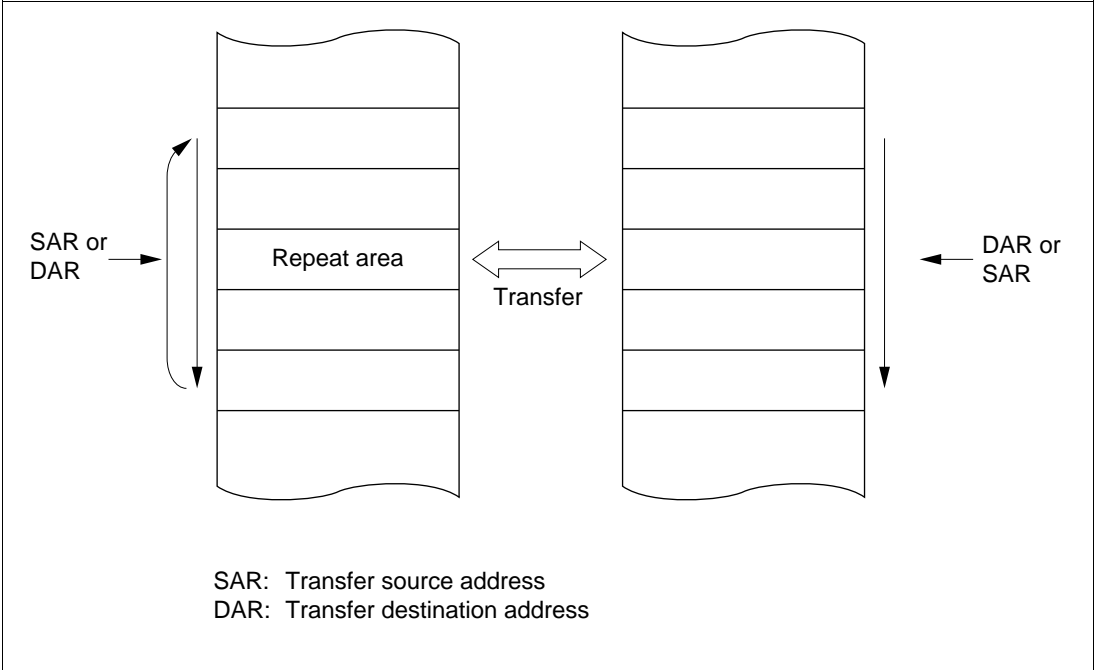 SAR or
DAR
Repeat area
Transfer
DAR or
SAR
SAR: Transfer source address
DAR: Transfer destination address